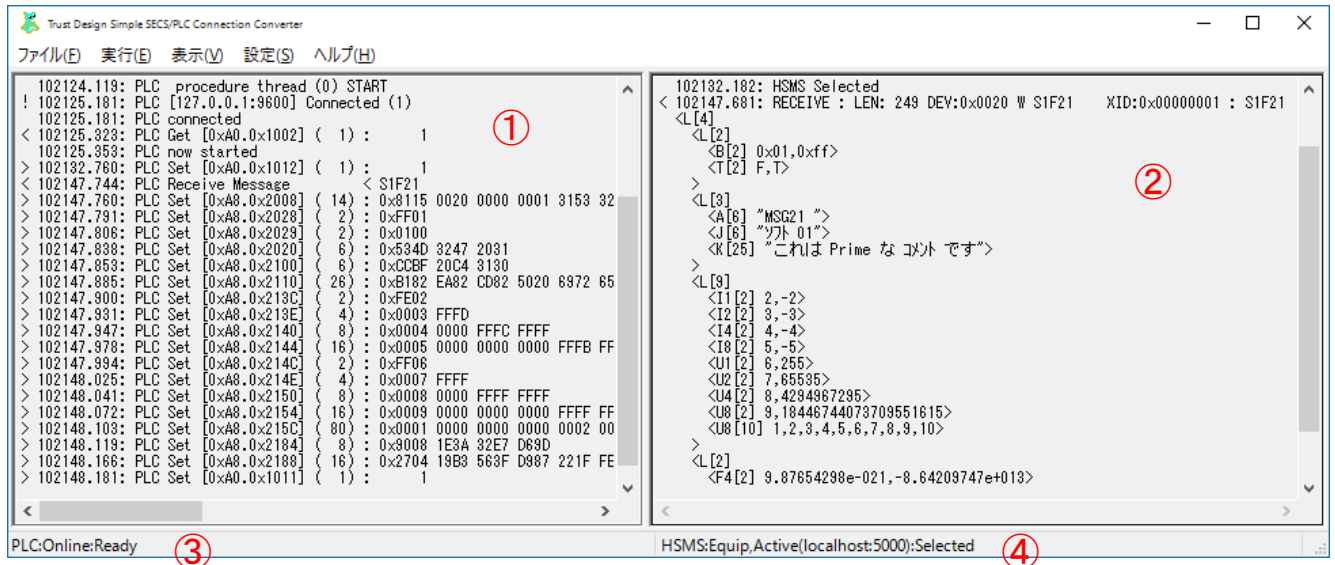 Trust Design Simple SECS/PLC Connection Converter
ファイル(F) 実行(E) 表示(V) 設定(S) ヘルプ(H)
102124.119: PLC procedure thread (0) START
! 102125.181: PLC [127.0.0.1:9600] Connected (1)
102125.181: PLC connected
< 102125.323: PLC Get [0xA0.0x1002] ( 1) : 1
102125.353: PLC now started
> 102132.760: PLC Set [0xA0.0x1012] ( 1) : 1
< 102147.744: PLC Receive Message < S1F21
> 102147.760: PLC Set [0xA8.0x2008] ( 14) : 0x8115 0020 0000 0001 3153 32
> 102147.791: PLC Set [0xA8.0x2028] ( 2) : 0xFF01
> 102147.806: PLC Set [0xA8.0x2029] ( 2) : 0x0100
> 102147.838: PLC Set [0xA8.0x2020] ( 6) : 0x534D 3247 2031
> 102147.853: PLC Set [0xA8.0x2100] ( 6) : 0xCCBF 20C4 3130
> 102147.885: PLC Set [0xA8.0x2110] ( 26) : 0xB182 EA82 CD82 5020 6972 65
> 102147.900: PLC Set [0xA8.0x213C] ( 2) : 0xFE02
> 102147.931: PLC Set [0xA8.0x213E] ( 4) : 0x0003 FFFD
> 102147.947: PLC Set [0xA8.0x2140] ( 8) : 0x0004 0000 FFFC FFFF
> 102147.978: PLC Set [0xA8.0x2144] ( 16) : 0x0005 0000 0000 0000 FFFB FF
> 102147.994: PLC Set [0xA8.0x214C] ( 2) : 0xFF06
> 102148.025: PLC Set [0xA8.0x214E] ( 4) : 0x0007 FFFF
> 102148.041: PLC Set [0xA8.0x2150] ( 8) : 0x0008 0000 FFFF FFFF
> 102148.072: PLC Set [0xA8.0x2154] ( 16) : 0x0009 0000 0000 0000 FFFF FF
> 102148.103: PLC Set [0xA8.0x215C] ( 80) : 0x0001 0000 0000 0000 0002 00
> 102148.119: PLC Set [0xA8.0x2184] ( 8) : 0x9008 1E3A 32E7 D69D
> 102148.166: PLC Set [0xA8.0x2188] ( 16) : 0x2704 19B3 563F D987 221F FE
> 102148.181: PLC Set [0xA0.0x1011] ( 1) : 1
①
102132.182: HSMS Selected
< 102147.681: RECEIVE : LEN: 249 DEV:0x0020 W S1F21 XID:0x00000001 : S1F21
<L[4]
<L[2]
<B[2] 0x01,0xff>
<T[2] F,T>
>
<L[3]
<A[6] "MSG21 ">
<J[6] "ｿﾌﾄ 01">
<K[25] "これは Prime な ｺﾒﾝﾄ です">
>
<L[9]
<I1[2] 2,-2>
<I2[2] 3,-3>
<I4[2] 4,-4>
<I8[2] 5,-5>
<U1[2] 6,255>
<U2[2] 7,65535>
<U4[2] 8,4294967295>
<U8[2] 9,18446744073709551615>
<U8[10] 1,2,3,4,5,6,7,8,9,10>
>
<L[2]
<F4[2] 9.87654298e-021,-8.64209747e+013>
②
PLC:Online:Ready ③
HSMS:Equip,Active(localhost:5000):Selected ④